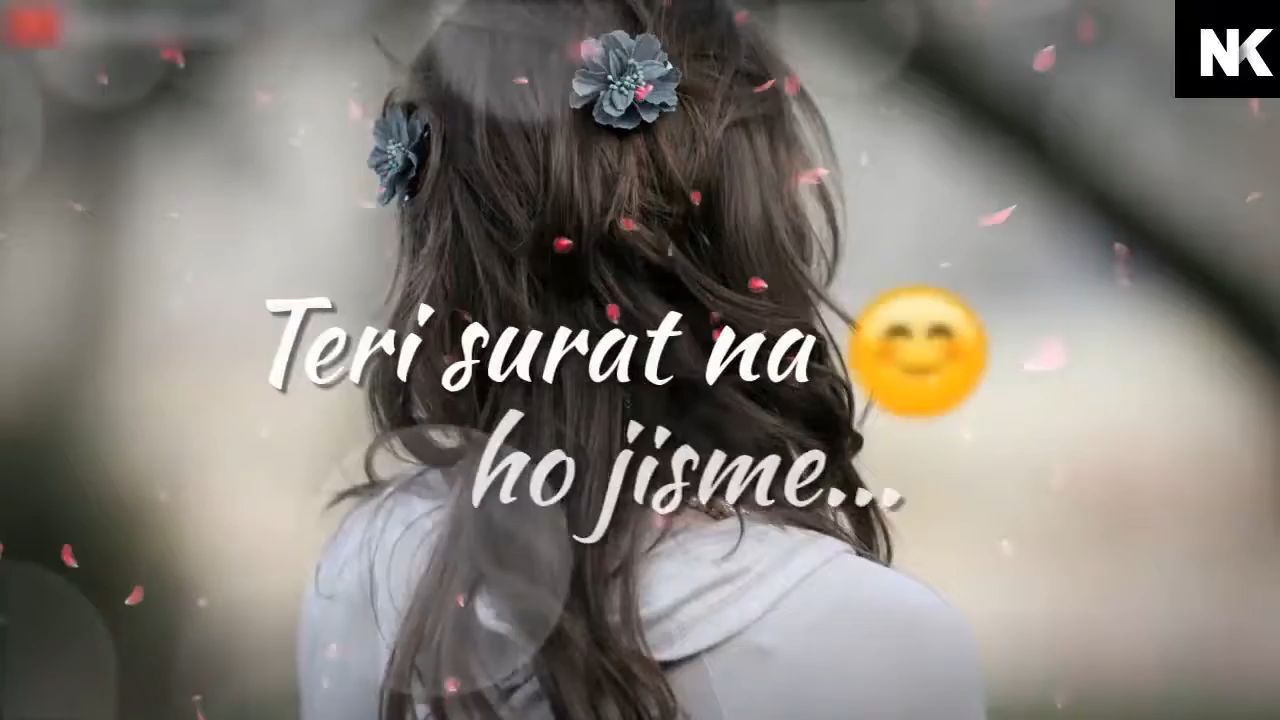 NK
Teri surat na 😊
ho jisme...